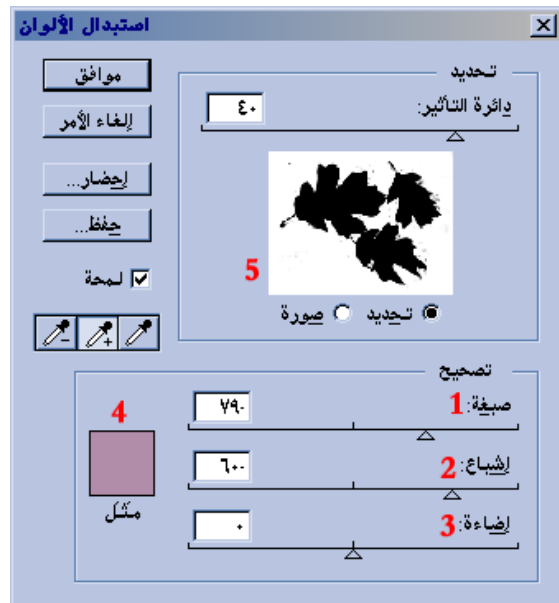 استبدال الألوان
تحديد
موافق
دائرة التأثير: ٤٠
إلغاء الأمر
إحضار...
حفظ...
5
لمحة
تحديد صورة
تصحيح
صبغة: 1 ٧٩-
4
إشباع: 2 ٦٠-
مثل
إضاءة: 3 ٠